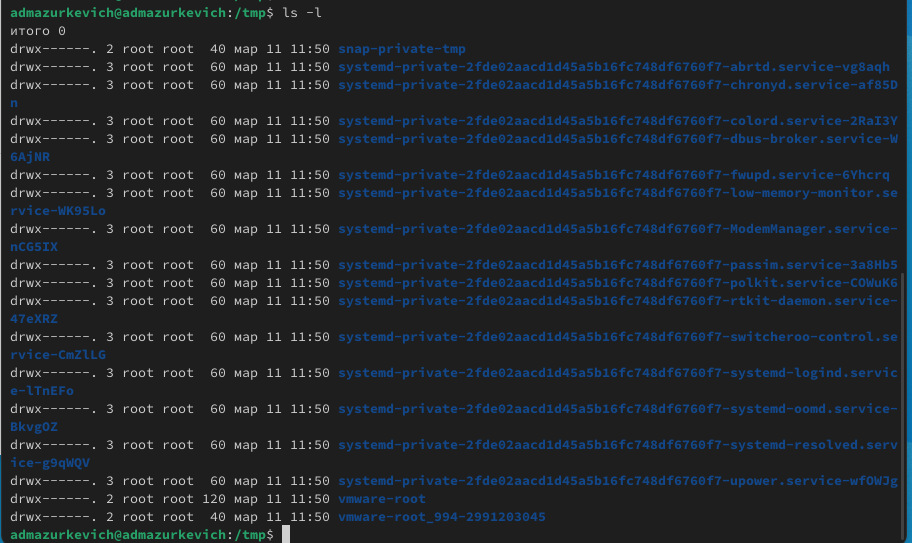 admazurkevich@admazurkevich:/tmp$ ls -l
итого 0
drwx------. 2 root root  40 мар 11 11:50 snap-private-tmp
drwx------. 3 root root  60 мар 11 11:50 systemd-private-2fde02aacd1d45a5b16fc748df6760f7-abrtd.service-vg8aqh
drwx------. 3 root root  60 мар 11 11:50 systemd-private-2fde02aacd1d45a5b16fc748df6760f7-chronyd.service-af85D
n
drwx------. 3 root root  60 мар 11 11:50 systemd-private-2fde02aacd1d45a5b16fc748df6760f7-colord.service-2RaI3Y
drwx------. 3 root root  60 мар 11 11:50 systemd-private-2fde02aacd1d45a5b16fc748df6760f7-dbus-broker.service-W
6AjNR
drwx------. 3 root root  60 мар 11 11:50 systemd-private-2fde02aacd1d45a5b16fc748df6760f7-fwupd.service-6Yhcrq
drwx------. 3 root root  60 мар 11 11:50 systemd-private-2fde02aacd1d45a5b16fc748df6760f7-low-memory-monitor.se
rvice-WK95Lo
drwx------. 3 root root  60 мар 11 11:50 systemd-private-2fde02aacd1d45a5b16fc748df6760f7-ModemManager.service-
nCG5IX
drwx------. 3 root root  60 мар 11 11:50 systemd-private-2fde02aacd1d45a5b16fc748df6760f7-passim.service-3a8Hb5
drwx------. 3 root root  60 мар 11 11:50 systemd-private-2fde02aacd1d45a5b16fc748df6760f7-polkit.service-COWuK6
drwx------. 3 root root  60 мар 11 11:50 systemd-private-2fde02aacd1d45a5b16fc748df6760f7-rtkit-daemon.service-
47eXRZ
drwx------. 3 root root  60 мар 11 11:50 systemd-private-2fde02aacd1d45a5b16fc748df6760f7-switcheroo-control.se
rvice-CmZlLG
drwx------. 3 root root  60 мар 11 11:50 systemd-private-2fde02aacd1d45a5b16fc748df6760f7-systemd-logind.servic
e-lTnEFo
drwx------. 3 root root  60 мар 11 11:50 systemd-private-2fde02aacd1d45a5b16fc748df6760f7-systemd-oomd.service-
BkvgOZ
drwx------. 3 root root  60 мар 11 11:50 systemd-private-2fde02aacd1d45a5b16fc748df6760f7-systemd-resolved.serv
ice-g9qWQV
drwx------. 3 root root  60 мар 11 11:50 systemd-private-2fde02aacd1d45a5b16fc748df6760f7-upower.service-wfOWJg
drwx------. 2 root root 120 мар 11 11:50 vmware-root
drwx------. 2 root root  40 мар 11 11:50 vmware-root_994-2991203045
admazurkevich@admazurkevich:/tmp$